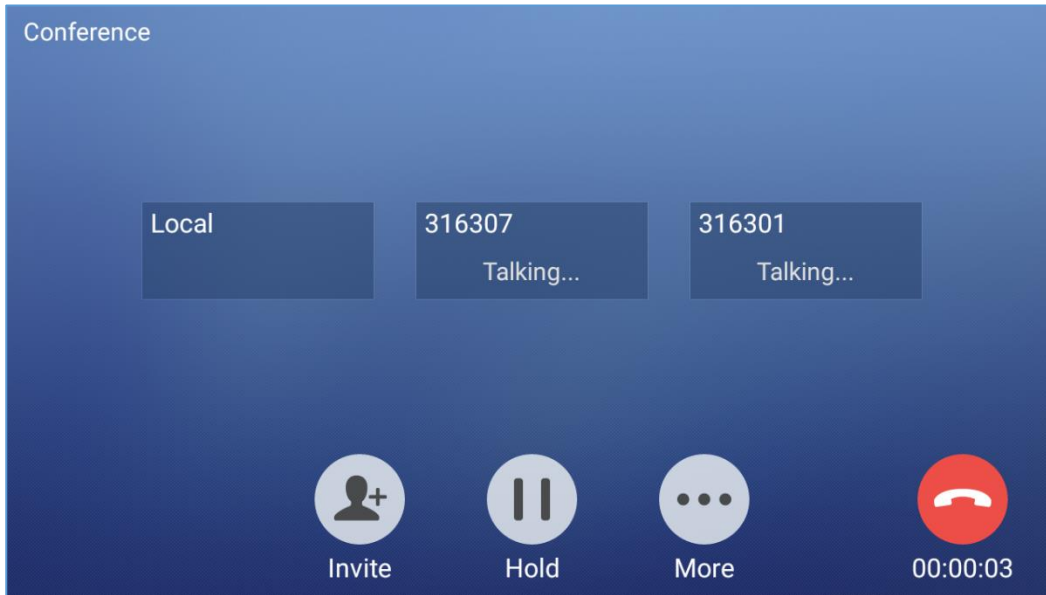 Conference
Local
316307
Talking...
316301
Talking...
Invite
Hold
More
00:00:03